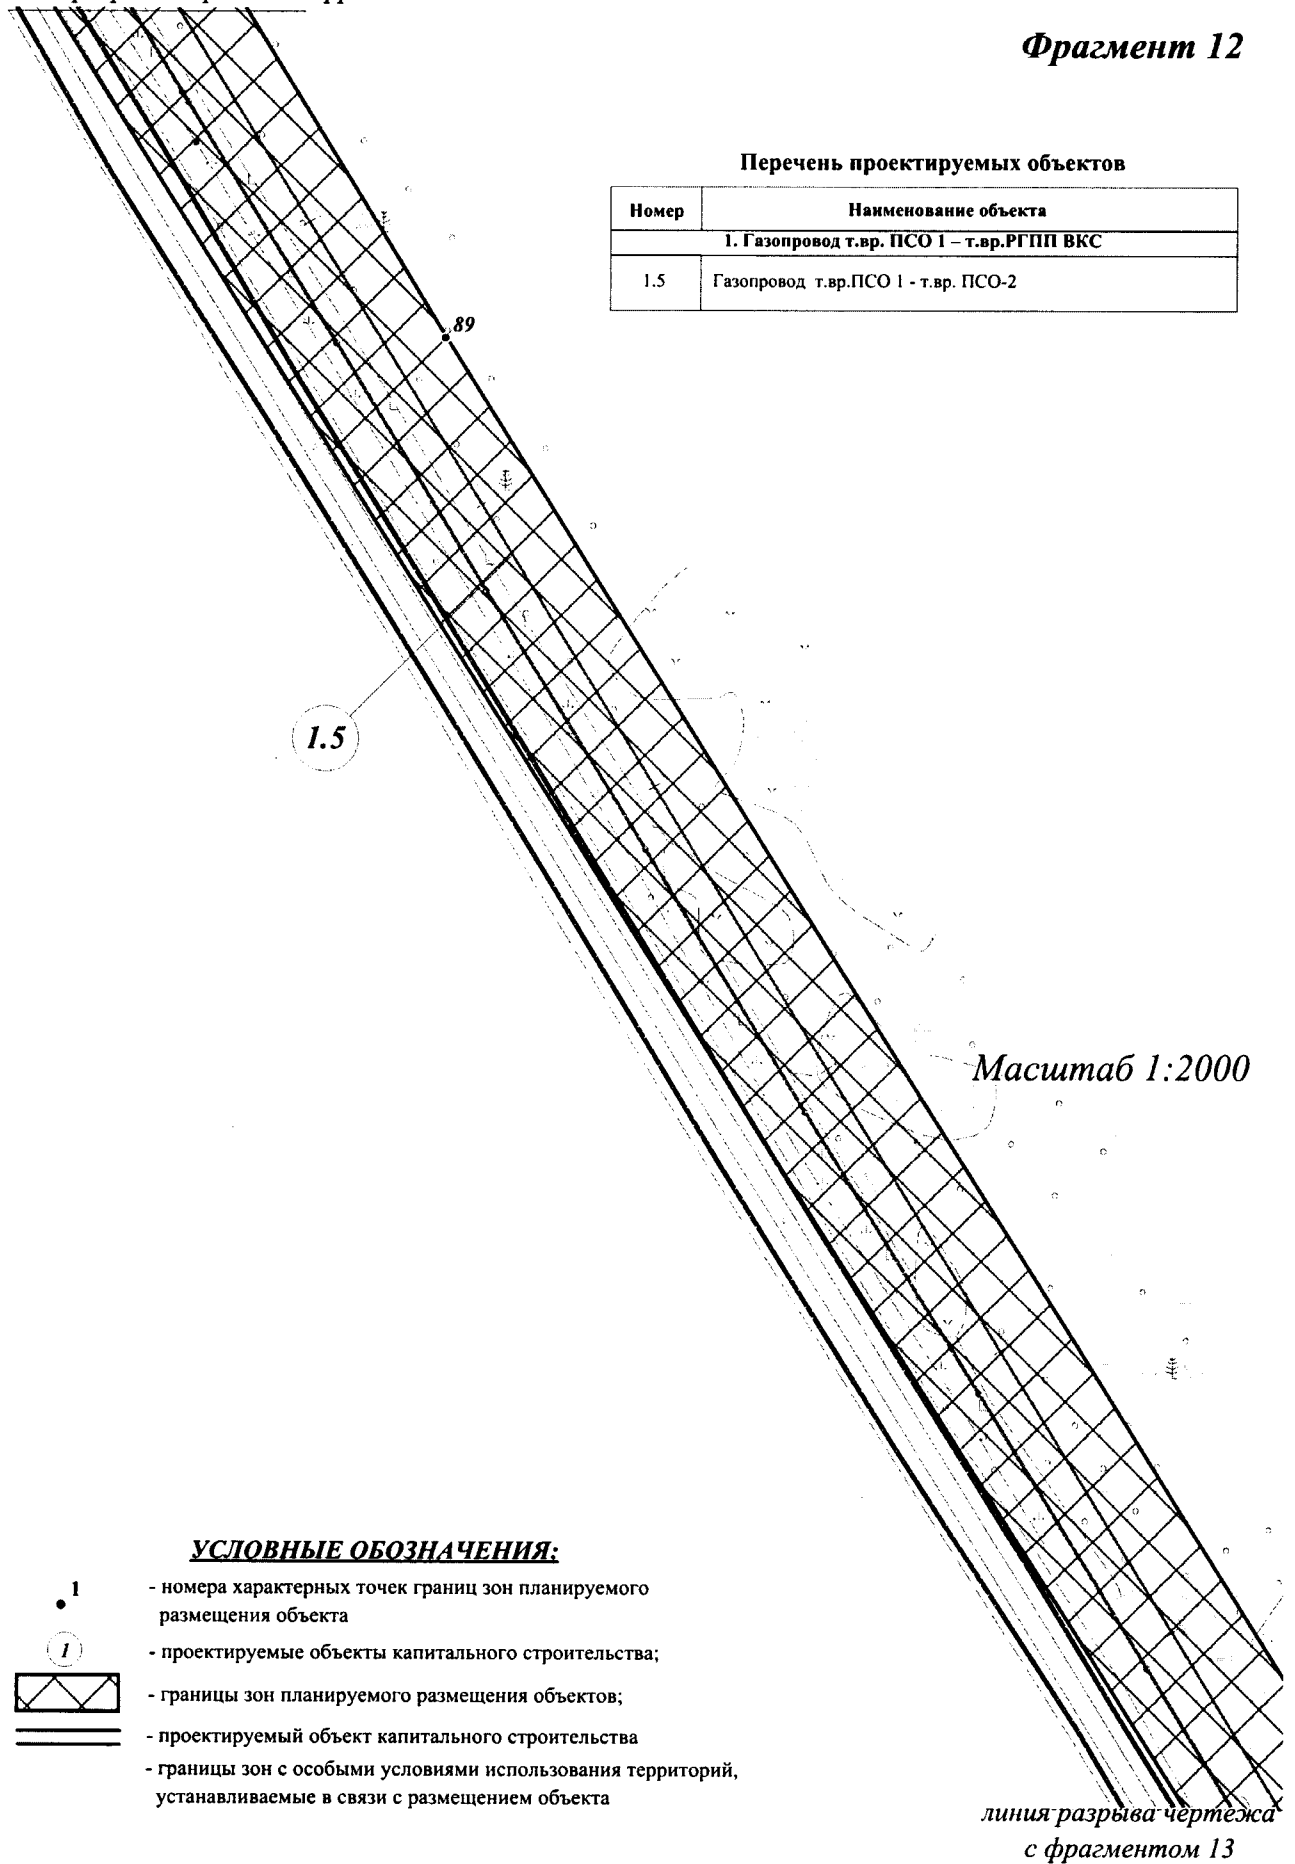 Фрагмент 12
Перечень проектируемых объектов
Номер Наименование объекта
1. Газопровод т.вр. ПСО 1 – т.вр.РГПП ВКС
1.5 Газопровод т.вр.ПСО 1 - т.вр. ПСО-2
89
1.5
Масштаб 1:2000
УСЛОВНЫЕ ОБОЗНАЧЕНИЯ:
1 - номера характерных точек границ зон планируемого
размещения объекта
1 - проектируемые объекты капитального строительства;
- границы зон планируемого размещения объектов;
- проектируемый объект капитального строительства
- границы зон с особыми условиями использования территорий,
устанавливаемые в связи с размещением объекта
линия разрыва чертежа
с фрагментом 13